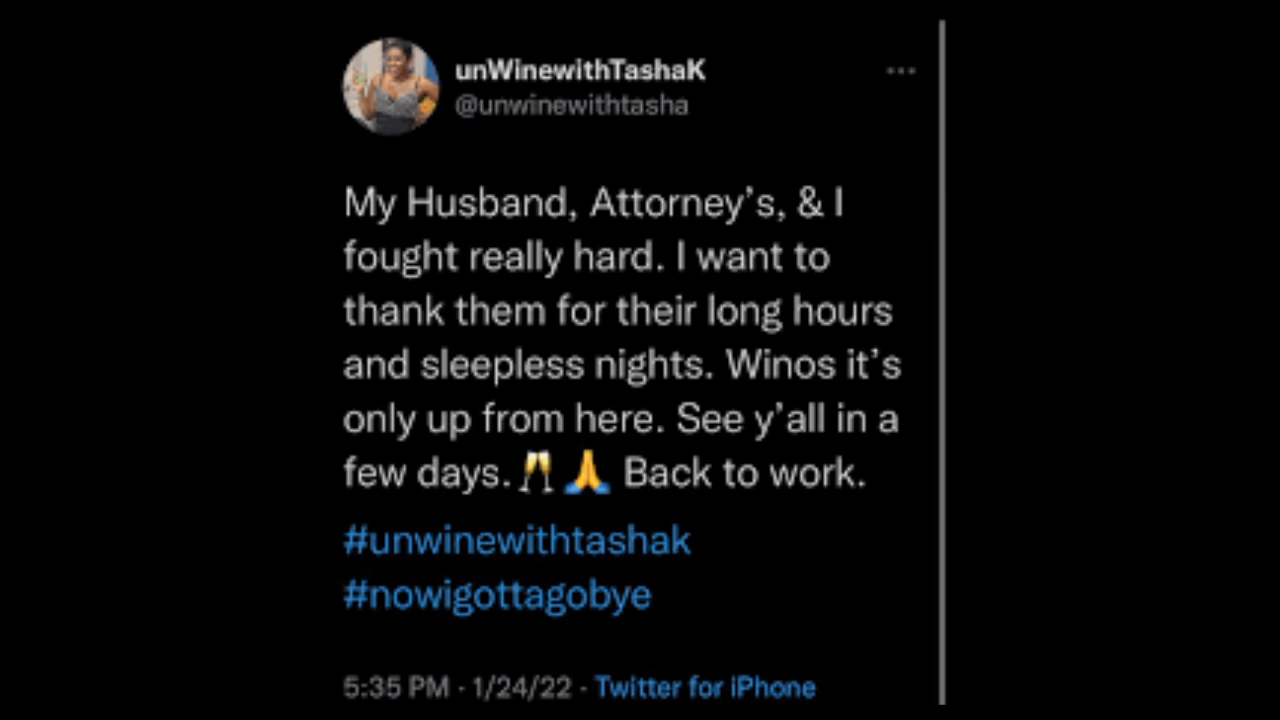 unWinewithTashaK
@unwinewithtasha
My Husband, Attorney’s, & I
fought really hard. I want to
thank them for their long hours
and sleepless nights. Winos it’s
only up from here. See y’all in a
few days.🥂🙏 Back to work.
#unwinewithtashak
#nowigottagobye
5:35 PM · 1/24/22 · Twitter for iPhone